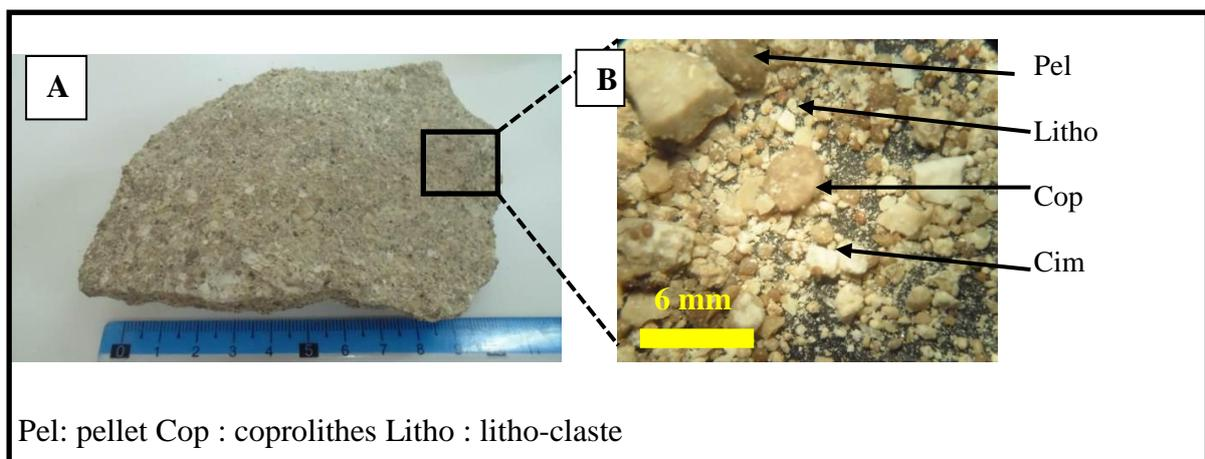 A
B
Pel
Litho
Cop
Cim
6 mm
0 1 2 3 4 5 6 7 8 9
Pel: pellet Cop : coprolithes Litho : litho-claste